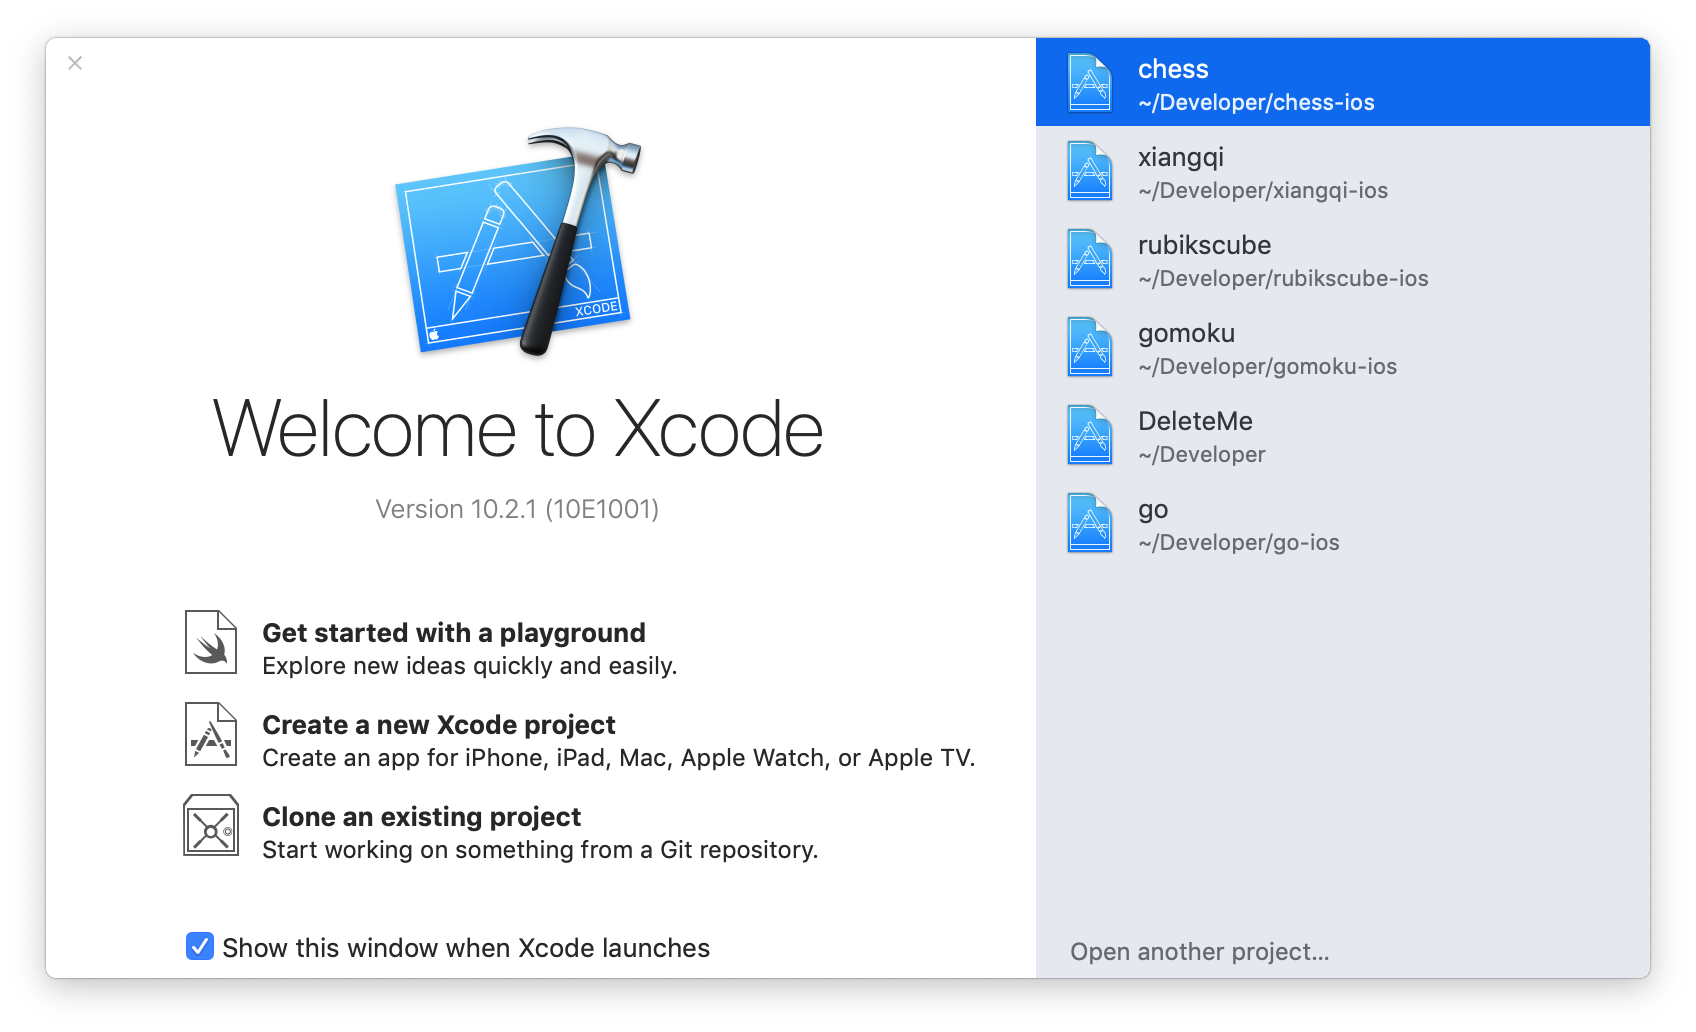 XCODE
Welcome to Xcode
Version 10.2.1 (10E1001)
Get started with a playground
Explore new ideas quickly and easily.
Create a new Xcode project
Create an app for iPhone, iPad, Mac, Apple Watch, or Apple TV.
Clone an existing project
Start working on something from a Git repository.
Show this window when Xcode launches
chess
~/Developer/chess-ios
xiangqi
~/Developer/xiangqi-ios
rubikscube
~/Developer/rubikscube-ios
gomoku
~/Developer/gomoku-ios
DeleteMe
~/Developer
go
~/Developer/go-ios
Open another project...